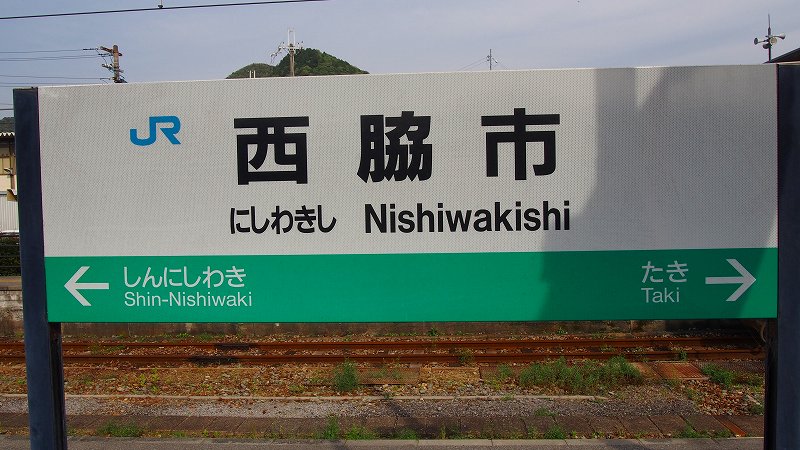 JR
西脇市
にしわきし Nishiwakishi
← しんにしわき たき →
Shin-Nishiwaki Taki